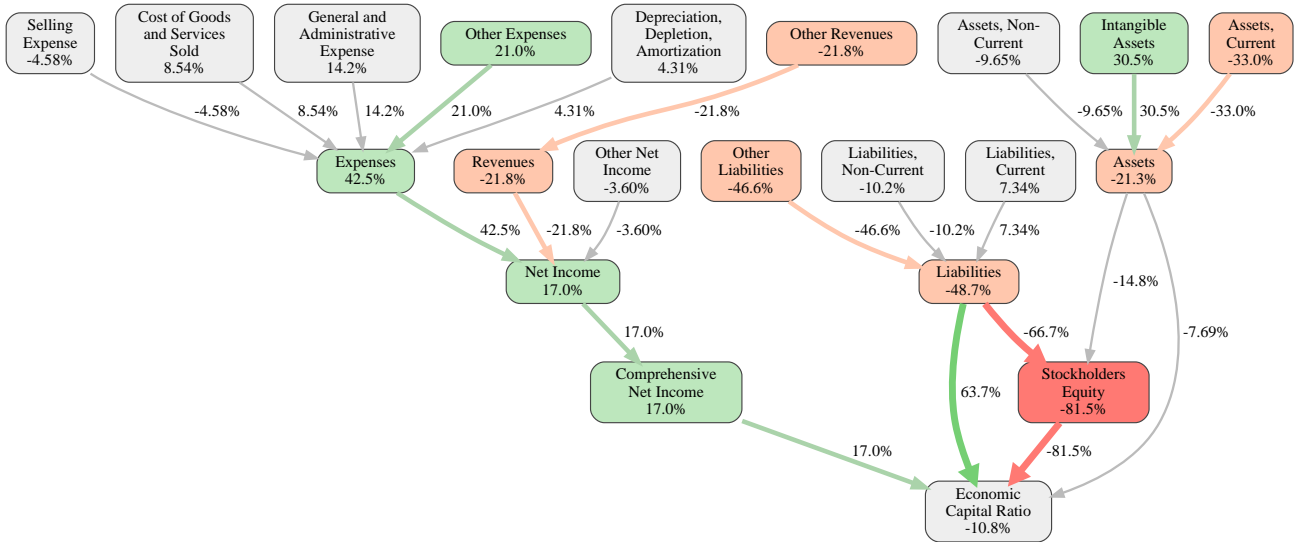 Selling
Expense
-4.58%
Cost of Goods
and Services
Sold
8.54%
General and
Administrative
Expense
14.2%
Other Expenses
21.0%
Depreciation,
Depletion,
Amortization
4.31%
Other Revenues
-21.8%
Assets, Non-
Current
-9.65%
Intangible
Assets
30.5%
Assets,
Current
-33.0%
-4.58%
8.54%
14.2%
21.0%
4.31%
-21.8%
-9.65%
30.5%
-33.0%
Expenses
42.5%
Revenues
-21.8%
Other Net
Income
-3.60%
Other
Liabilities
-46.6%
Liabilities,
Non-Current
-10.2%
Liabilities,
Current
7.34%
Assets
-21.3%
42.5%
-21.8%
-3.60%
-46.6%
-10.2%
7.34%
Net Income
17.0%
Liabilities
-48.7%
-14.8%
17.0%
-66.7%
-7.69%
Comprehensive
Net Income
17.0%
63.7%
Stockholders
Equity
-81.5%
17.0%
-81.5%
Economic
Capital Ratio
-10.8%